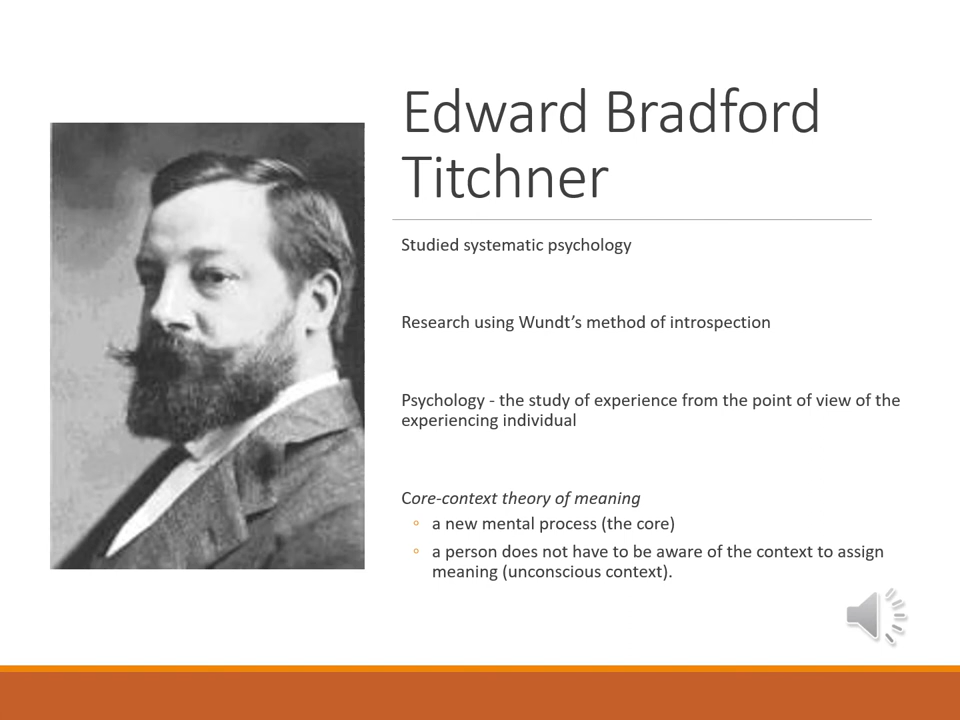 Edward Bradford
Titchner
Studied systematic psychology
Research using Wundt’s method of introspection
Psychology - the study of experience from the point of view of the
experiencing individual
Core-context theory of meaning
◦ a new mental process (the core)
◦ a person does not have to be aware of the context to assign
meaning (unconscious context).